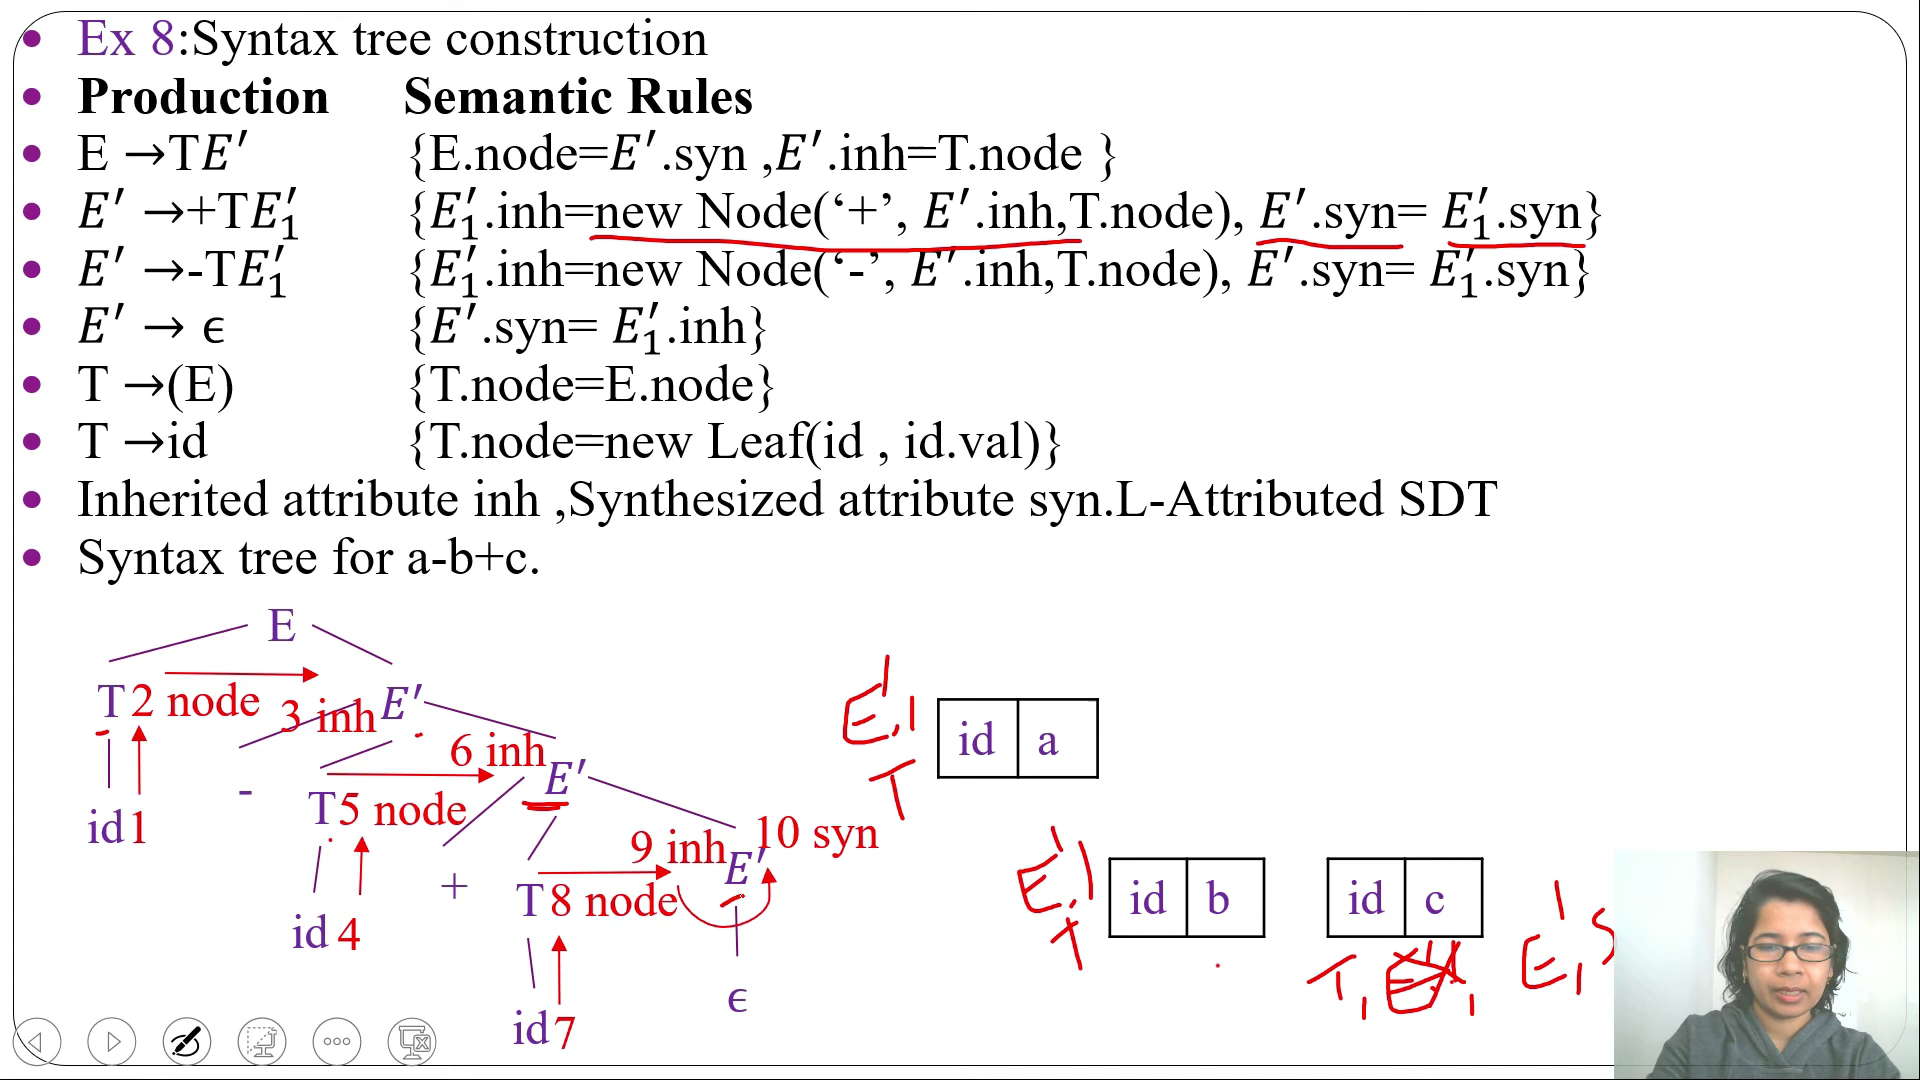 Ex 8:Syntax tree construction
Production Semantic Rules
E →TE′ {E.node=E′.syn ,E′.inh=T.node }
E′ →+TE′₁ {E′₁.inh=new Node(‘+’, E′.inh,T.node), E′.syn= E′₁.syn}
E′ →-TE′₁ {E′₁.inh=new Node(‘-’, E′.inh,T.node), E′.syn= E′₁.syn}
E′ → ϵ {E′.syn= E′₁.inh}
T →(E) {T.node=E.node}
T →id {T.node=new Leaf(id , id.val)}
Inherited attribute inh ,Synthesized attribute syn.L-Attributed SDT
Syntax tree for a-b+c.
E
T 2 node 3 inh E′
id 1 - T 5 node 6 inh E′
id 4 + T 8 node 9 inh E′ 10 syn
id 7 ϵ
E′.i
T
id a
E′.i
T
id b
id c
T,
E′